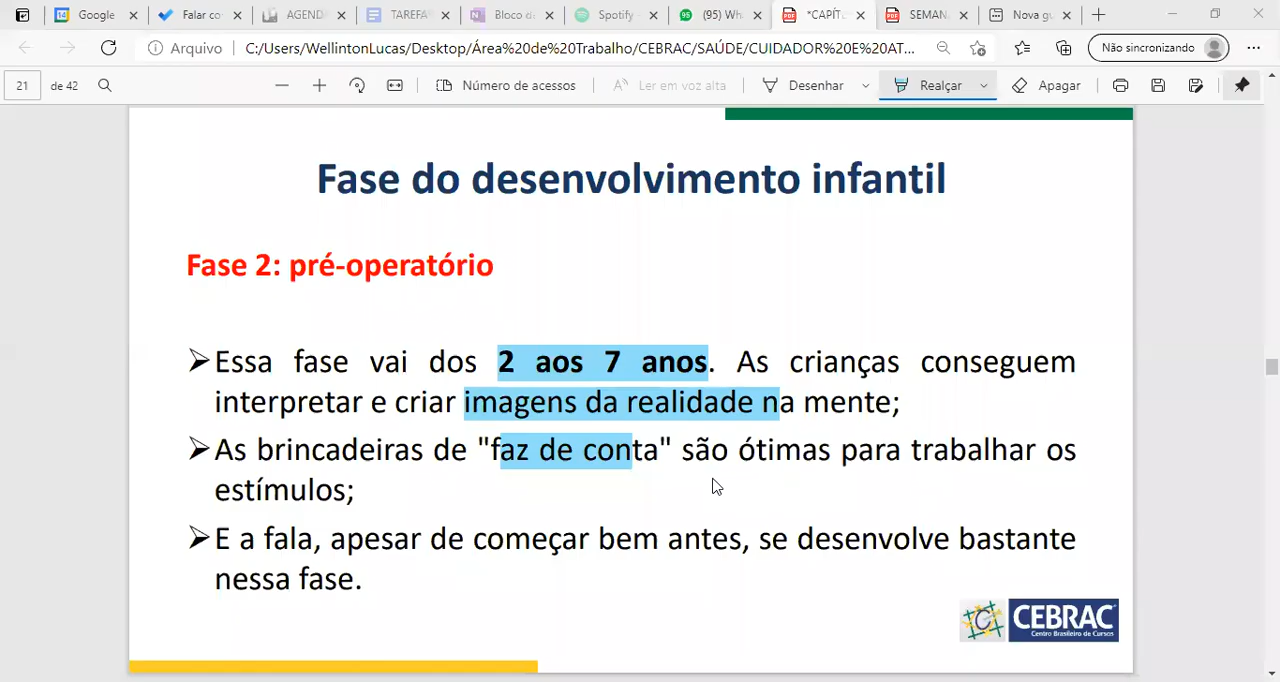 Google
Falar co
AGEND
TAREFA
Bloco d
Spotify
95
(95) Wh
*CAPÍT
SEMAN
Nova g
Arquivo
C:/Users/WellintonLucas/Desktop/Área%20de%20Trabalho/CEBRAC/SAÚDE/CUIDADOR%20E%20AT...
Não sincronizando
21
de 42
Número de acessos
Ler em voz alta
Desenhar
Realçar
Apagar
Fase do desenvolvimento infantil
Fase 2: pré-operatório
➢Essa fase vai dos 2 aos 7 anos. As crianças conseguem
interpretar e criar imagens da realidade na mente;
➢As brincadeiras de "faz de conta" são ótimas para trabalhar os
estímulos;
➢E a fala, apesar de começar bem antes, se desenvolve bastante
nessa fase.
CEBRAC
Centro Brasileiro de Cursos